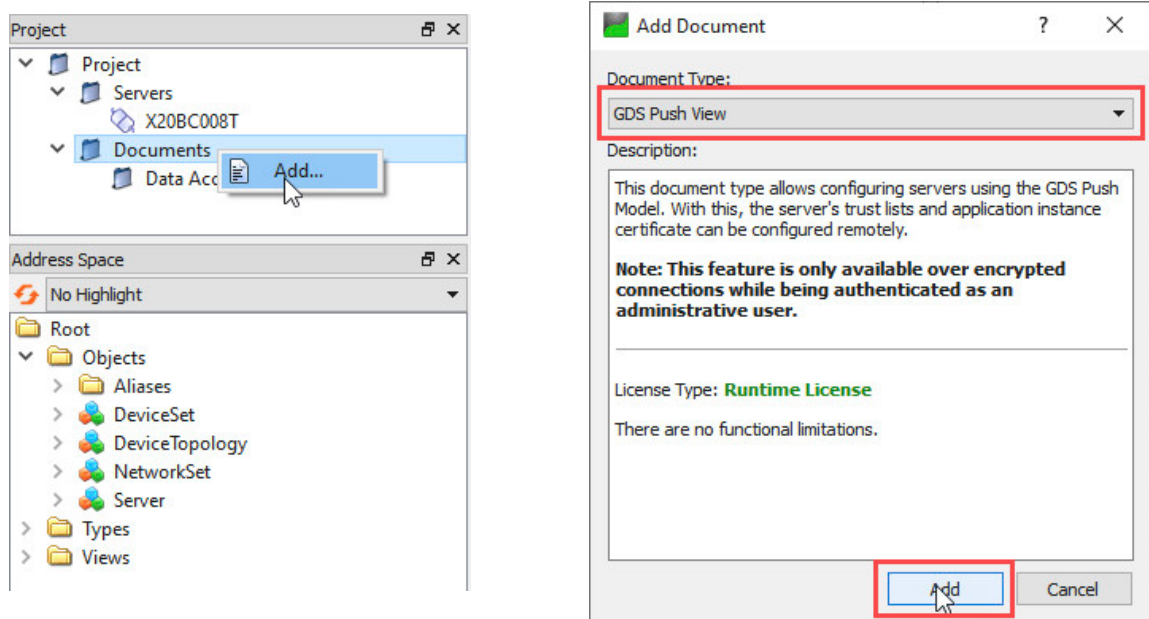 Project
Project
Servers
X20BC008T
Documents
Add...
Data Acc
Address Space
No Highlight
Root
Objects
Aliases
DeviceSet
DeviceTopology
NetworkSet
Server
Types
Views
Add Document
?
Document Type:
GDS Push View
Description:
This document type allows configuring servers using the GDS Push
Model. With this, the server's trust lists and application instance
certificate can be configured remotely.
Note: This feature is only available over encrypted
connections while being authenticated as an
administrative user.
License Type: Runtime License
There are no functional limitations.
Add
Cancel